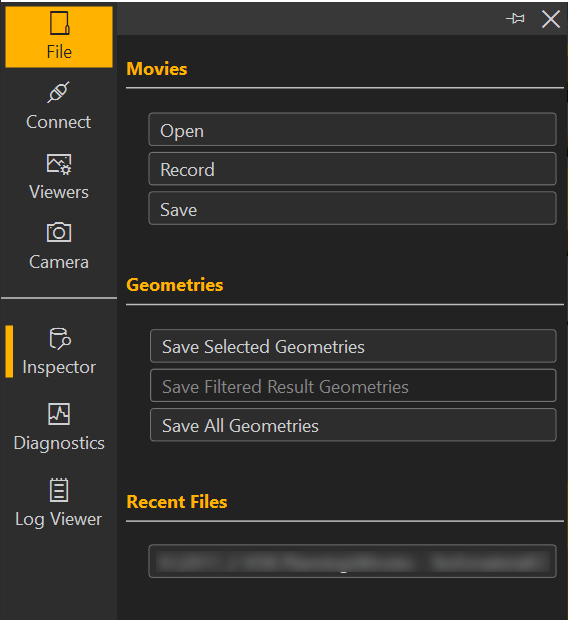 File
Connect
Viewers
Camera
Inspector
Diagnostics
Log Viewer
Movies
Open
Record
Save
Geometries
Save Selected Geometries
Save Filtered Result Geometries
Save All Geometries
Recent Files